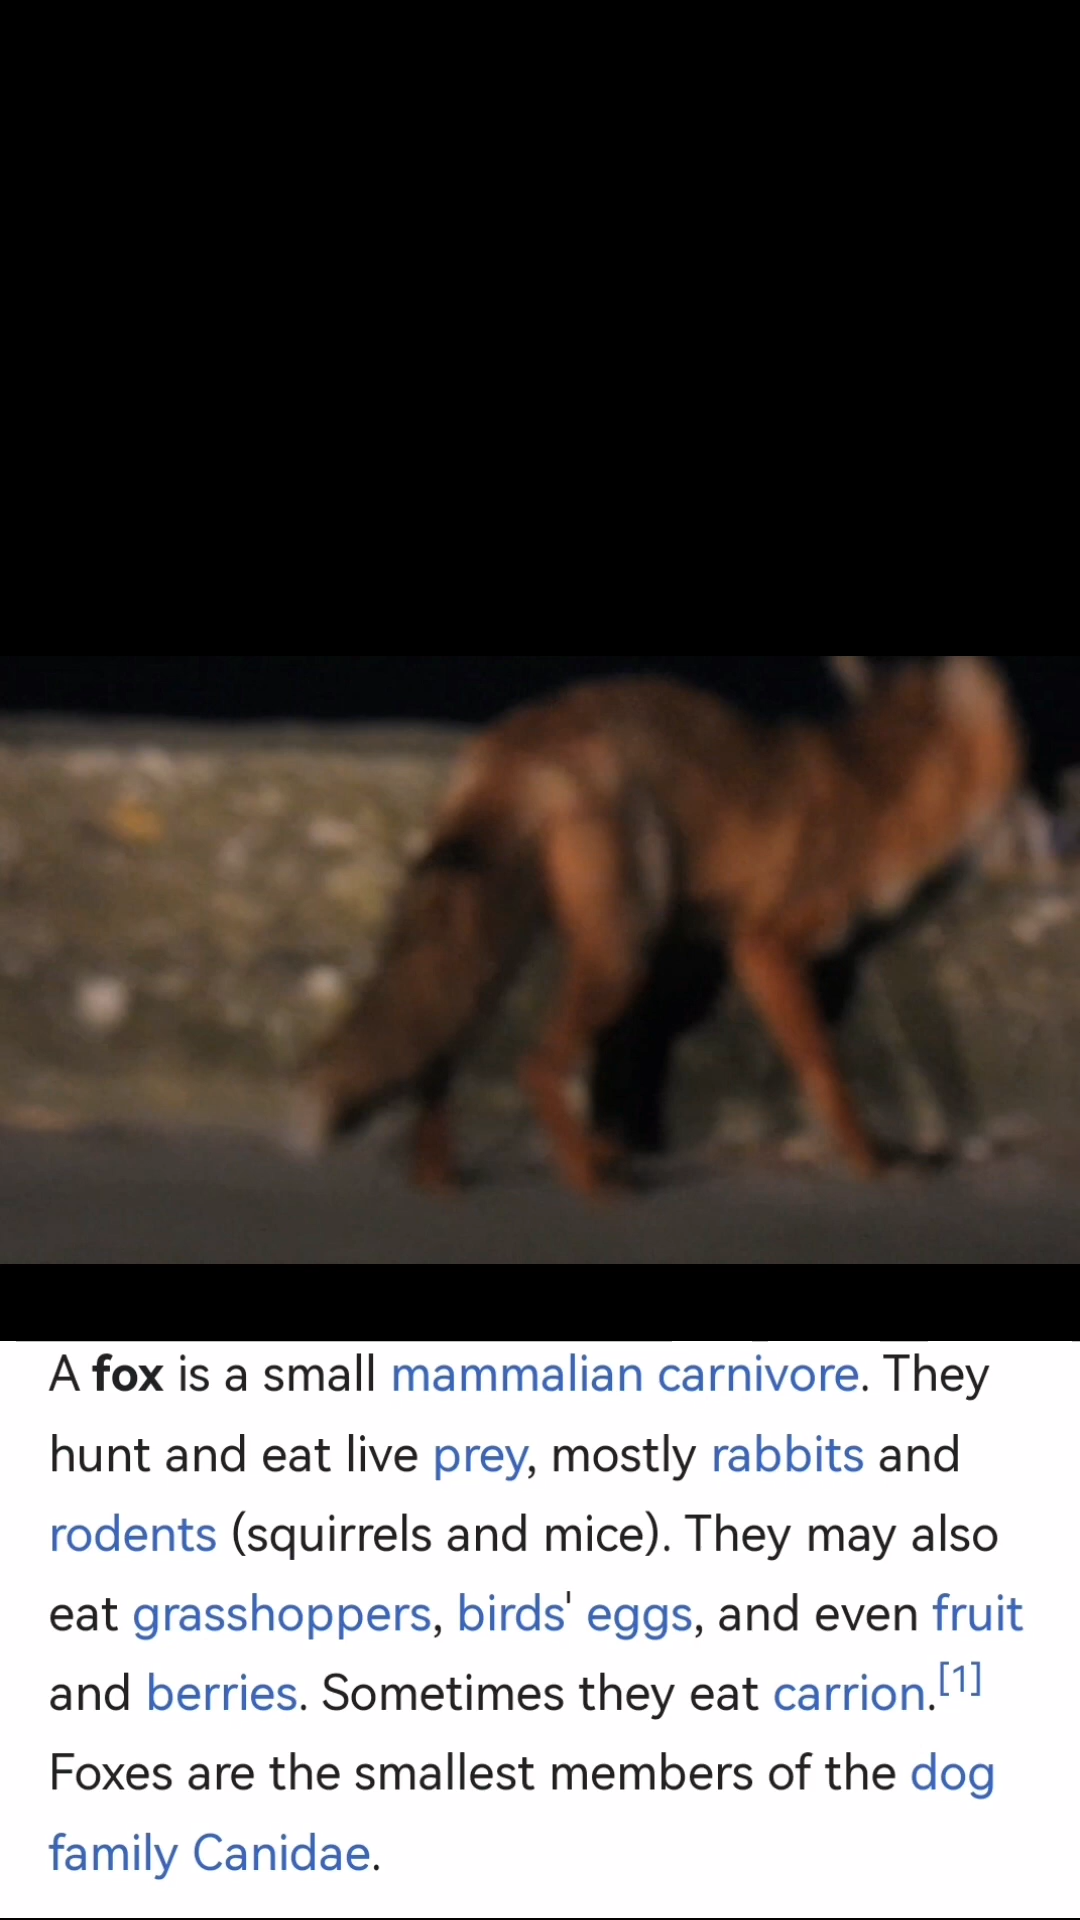 A fox is a small mammalian carnivore. They
hunt and eat live prey, mostly rabbits and
rodents (squirrels and mice). They may also
eat grasshoppers, birds' eggs, and even fruit
and berries. Sometimes they eat carrion.[1]
Foxes are the smallest members of the dog
family Canidae.